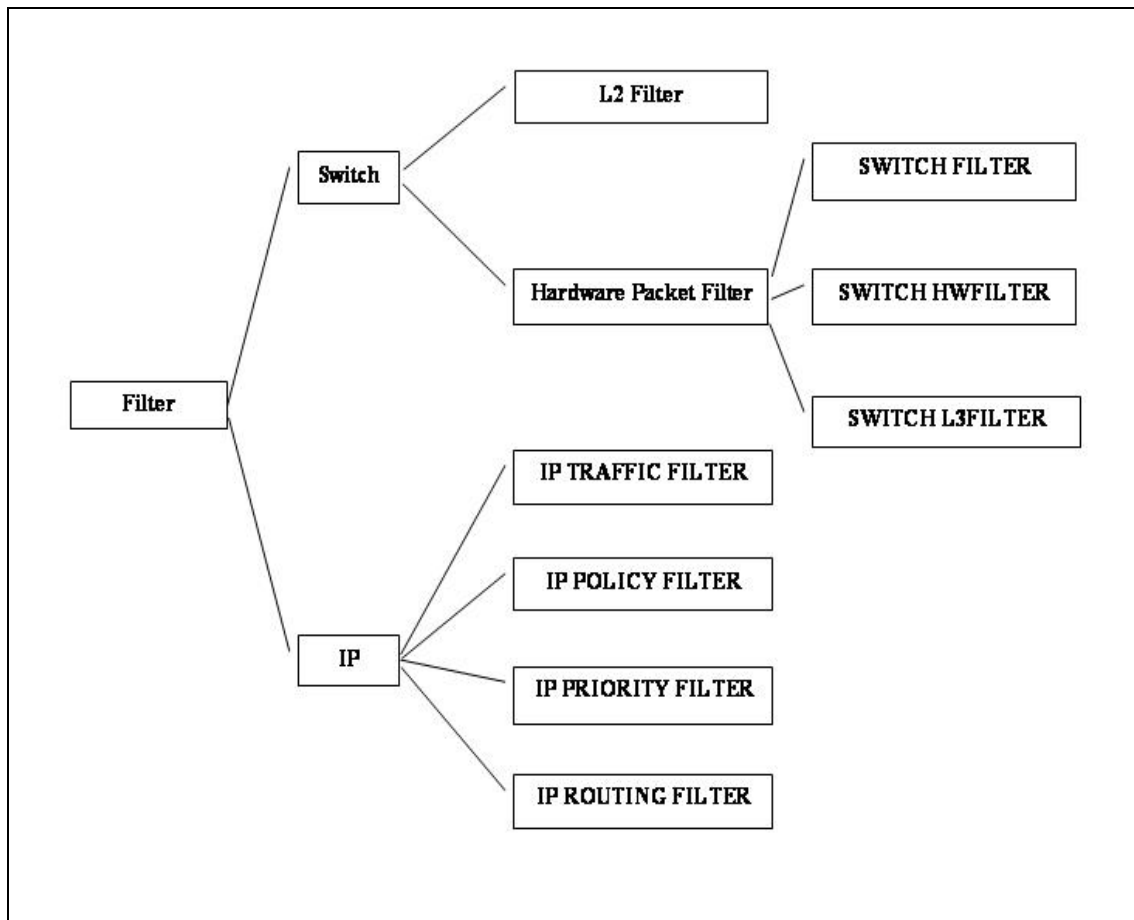 L2 Filter
Switch
SWITCH FILTER
Hardware Packet Filter
SWITCH HWFILTER
Filter
SWITCH L3FILTER
IP TRAFFIC FILTER
IP POLICY FILTER
IP
IP PRIORITY FILTER
IP ROUTING FILTER